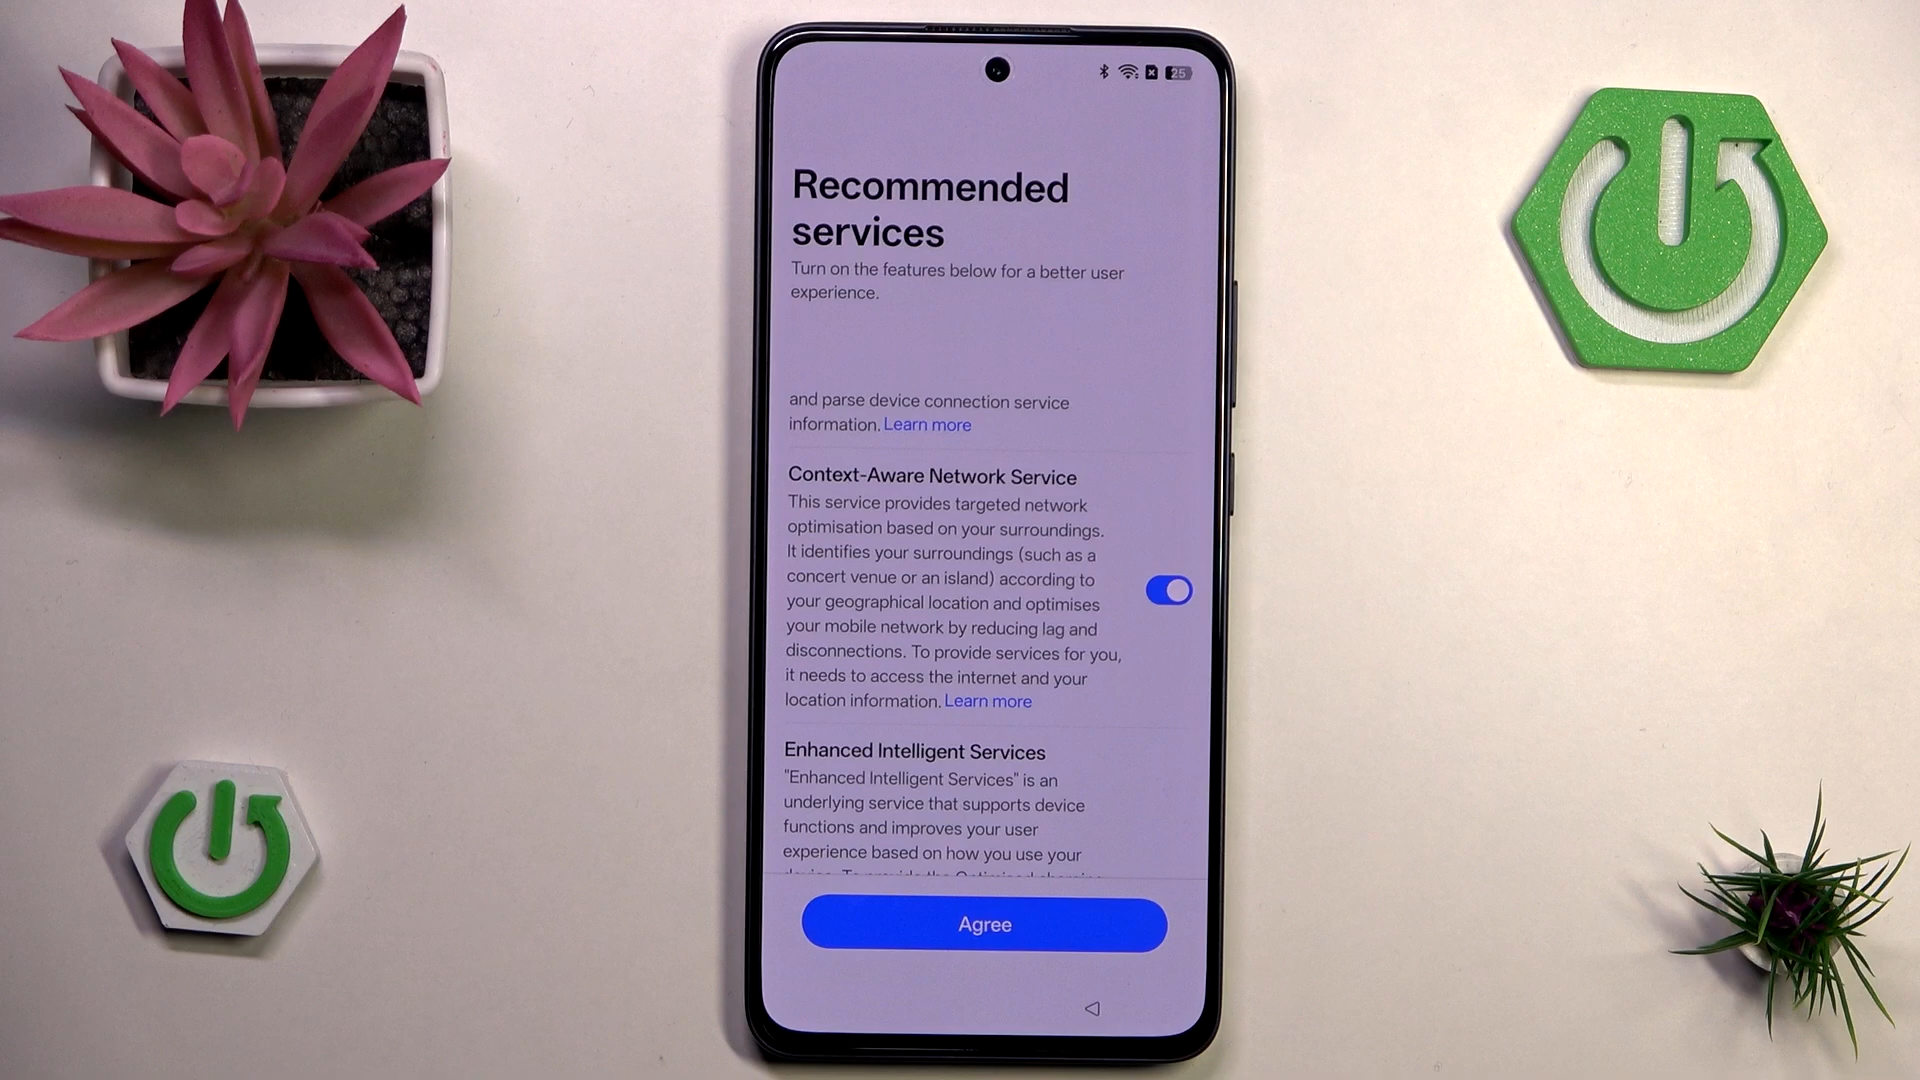 25
Recommended
services
Turn on the features below for a better user
experience.
and parse device connection service
information. Learn more
Context-Aware Network Service
This service provides targeted network
optimisation based on your surroundings.
It identifies your surroundings (such as a
concert venue or an island) according to
your geographical location and optimises
your mobile network by reducing lag and
disconnections. To provide services for you,
it needs to access the internet and your
location information. Learn more
Enhanced Intelligent Services
"Enhanced Intelligent Services" is an
underlying service that supports device
functions and improves your user
experience based on how you use your
Agree